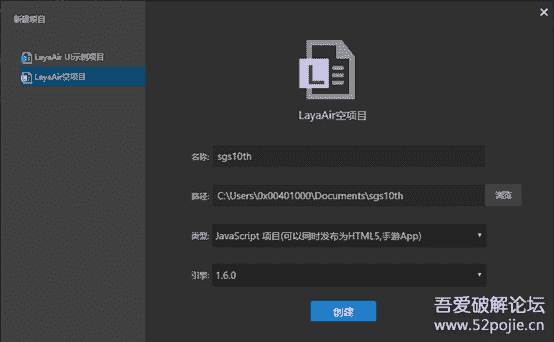 新建项目
LayaAir UI示例项目
LayaAir空项目
LayaAir空项目
名称: sgs10th
路径: C:\Users\0x00401000\Documents\sgs10th 浏览
类型: JavaScript 项目(可以同时发布为HTML5,手游App)
引擎: 1.6.0
创建
吾爱破解论坛
www.52pojie.cn